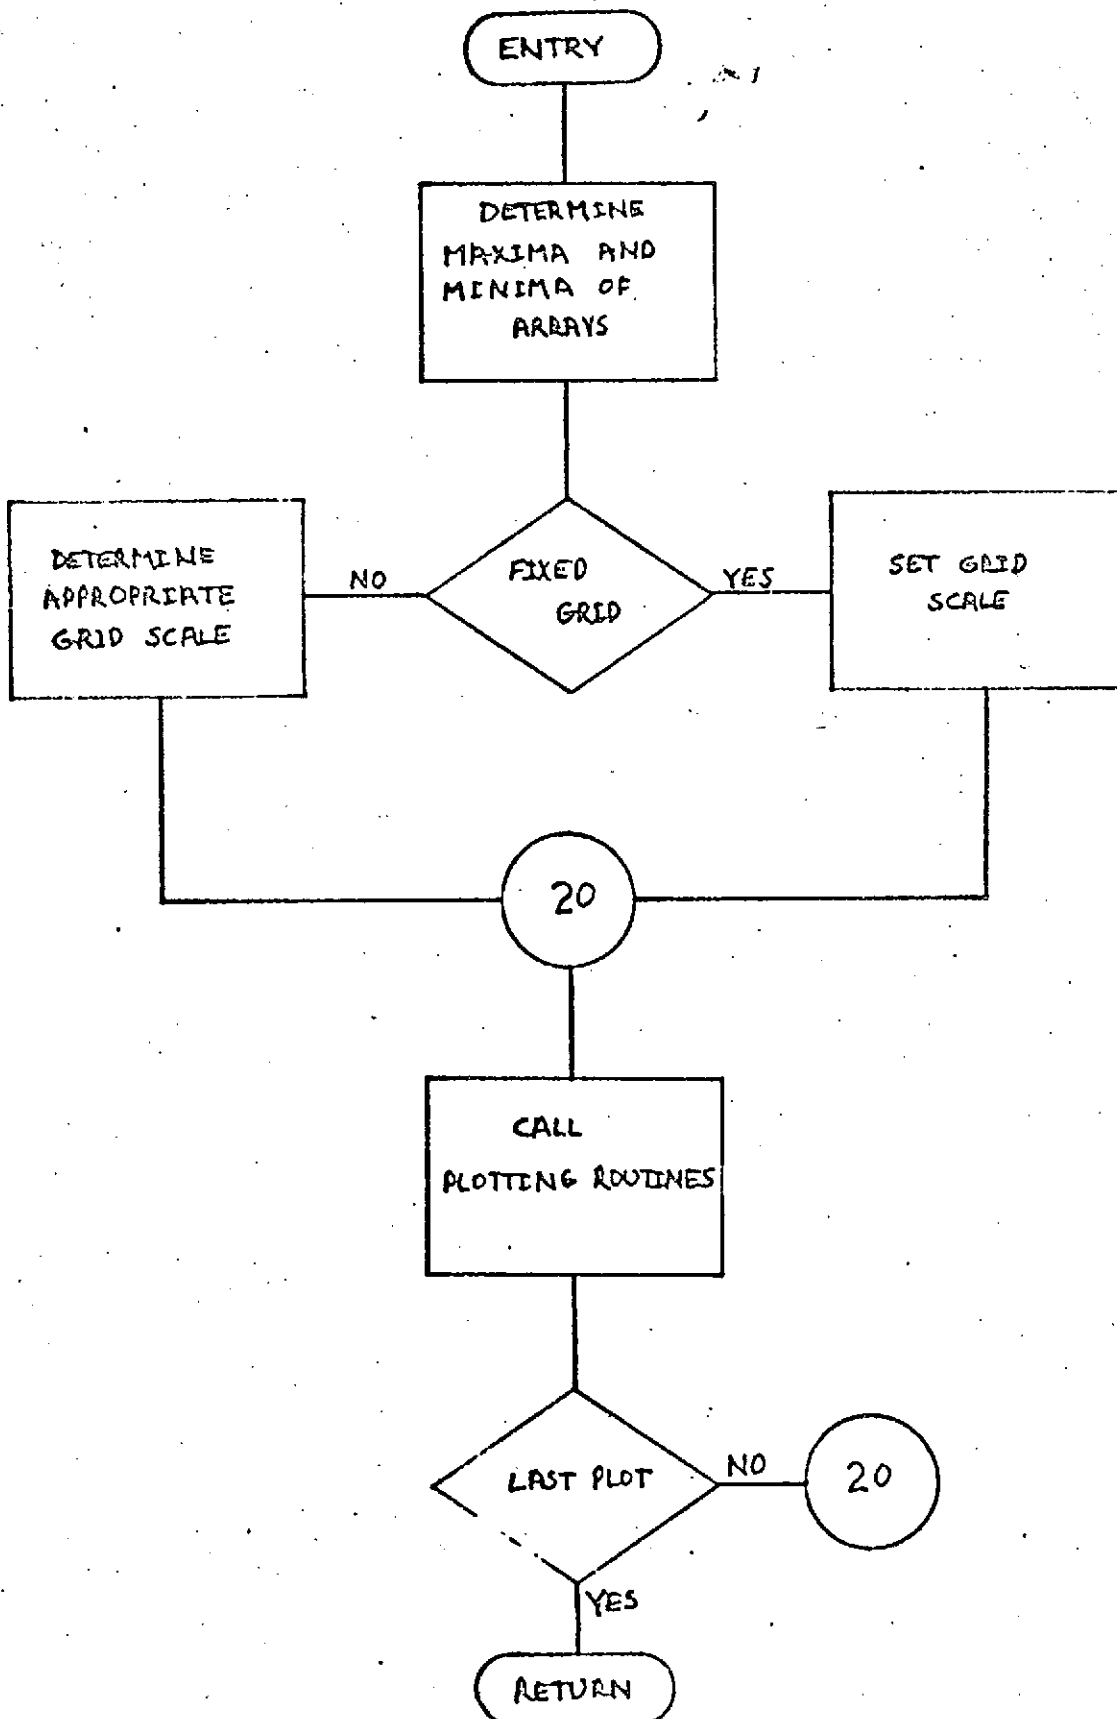 ENTRY
DETERMINE
MAXIMA AND
MINIMA OF
ARRAYS
FIXED
GRID
NO
YES
DETERMINE
APPROPRIATE
GRID SCALE
SET GRID
SCALE
20
CALL
PLOTTING ROUTINES
LAST PLOT
NO
20
YES
RETURN